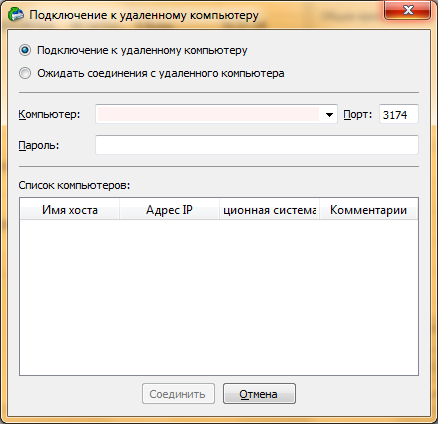 Подключение к удаленному компьютеру
Подключение к удаленному компьютеру
Ожидать соединения с удаленного компьютера
Компьютер: Порт: 3174
Пароль:
Список компьютеров:
Имя хоста Адрес IP ционная система Комментарии
Соединить Отмена